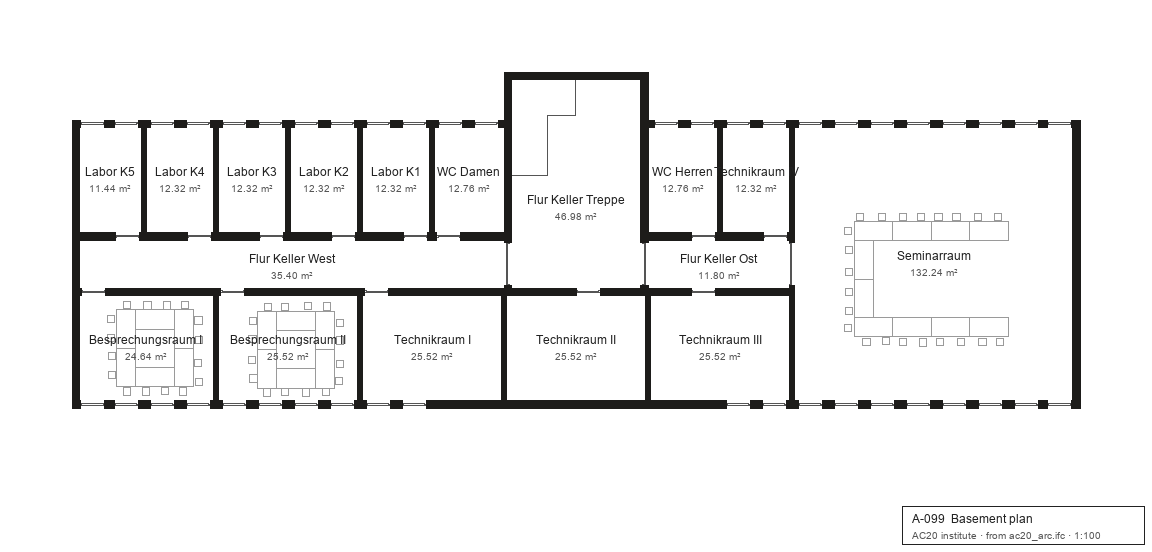 Labor K5
11.44 m²
Labor K4
12.32 m²
Labor K3
12.32 m²
Labor K2
12.32 m²
Labor K1
12.32 m²
WC Damen
12.76 m²
Flur Keller Treppe
46.98 m²
WC Herren
12.76 m²
Technikraum
12.32 m²
Flur Keller West
35.40 m²
Flur Keller Ost
11.80 m²
Seminarraum
132.24 m²
Besprechungsraum I
24.64 m²
Besprechungsraum II
25.52 m²
Technikraum I
25.52 m²
Technikraum II
25.52 m²
Technikraum III
25.52 m²
A-099 Basement plan
AC20 institute · from ac20_arc.ifc · 1:100